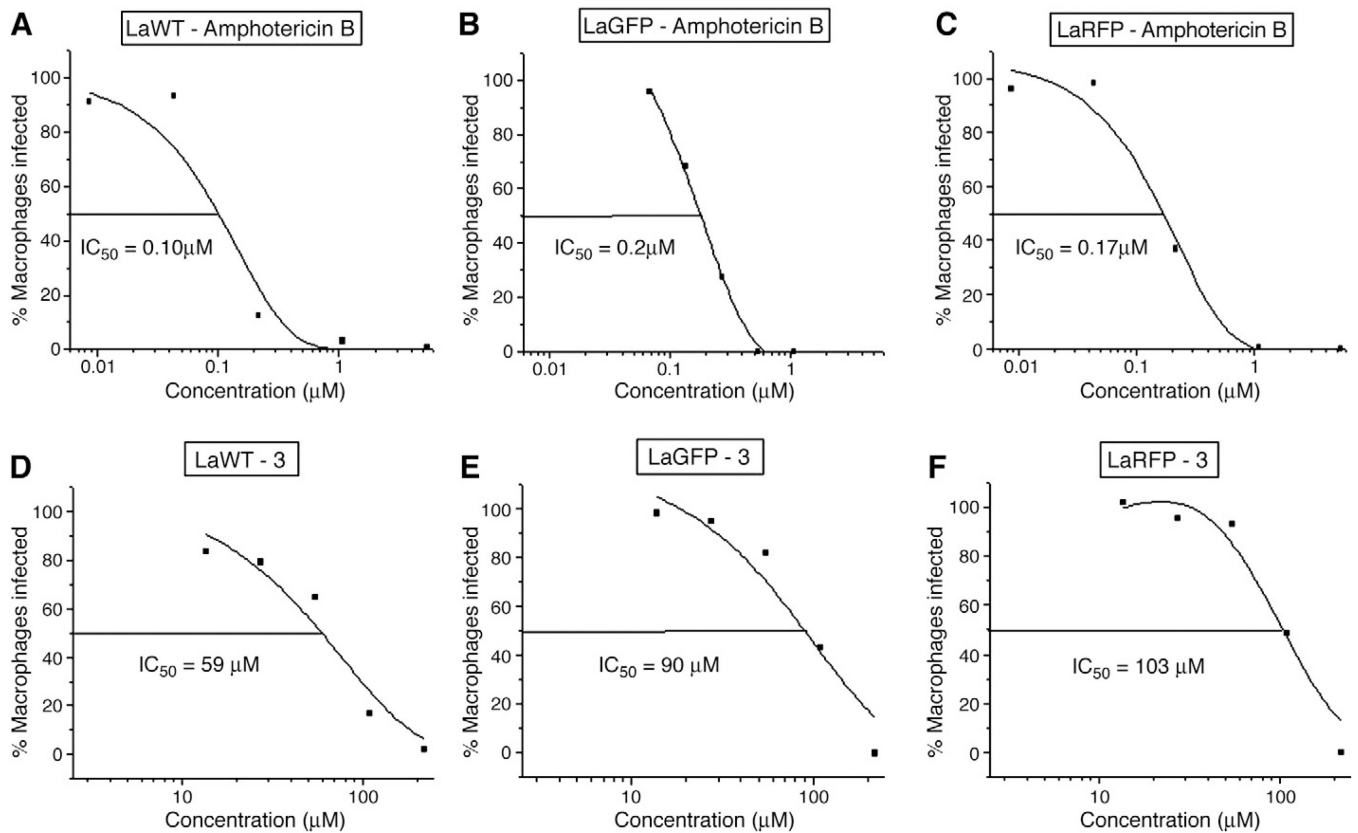 A
LaWT - Amphotericin B
% Macrophages infected
100
80
60
40
20
0
IC50 = 0.10μM
0.01
0.1
1
Concentration (μM)
B
LaGFP - Amphotericin B
% Macrophages infected
100
80
60
40
20
0
IC50 = 0.2μM
0.01
0.1
1
Concentration (μM)
C
LaRFP - Amphotericin B
% Macrophages infected
100
80
60
40
20
0
IC50 = 0.17μM
0.01
0.1
1
Concentration (μM)
D
LaWT - 3
% Macrophages infected
100
80
60
40
20
0
IC50 = 59 μM
10
100
Concentration (μM)
E
LaGFP - 3
% Macrophages infected
100
80
60
40
20
0
IC50 = 90 μM
10
100
Concentration (μM)
F
LaRFP - 3
% Macrophages infected
100
80
60
40
20
0
IC50 = 103 μM
10
100
Concentration (μM)